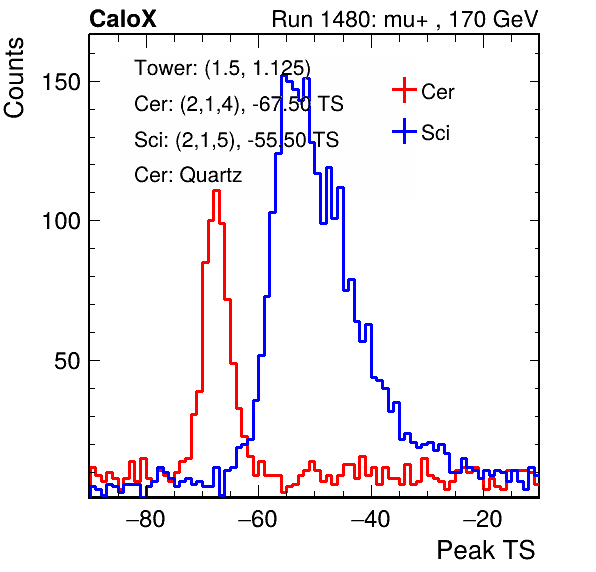 CaloX Run 1480: mu+ , 170 GeV
Counts
Tower: (1.5, 1.125)
Cer: (2,1,4), -67.50 TS
Sci: (2,1,5), -55.50 TS
Cer: Quartz
Cer
Sci
150
100
50
−80 −60 −40 −20
Peak TS